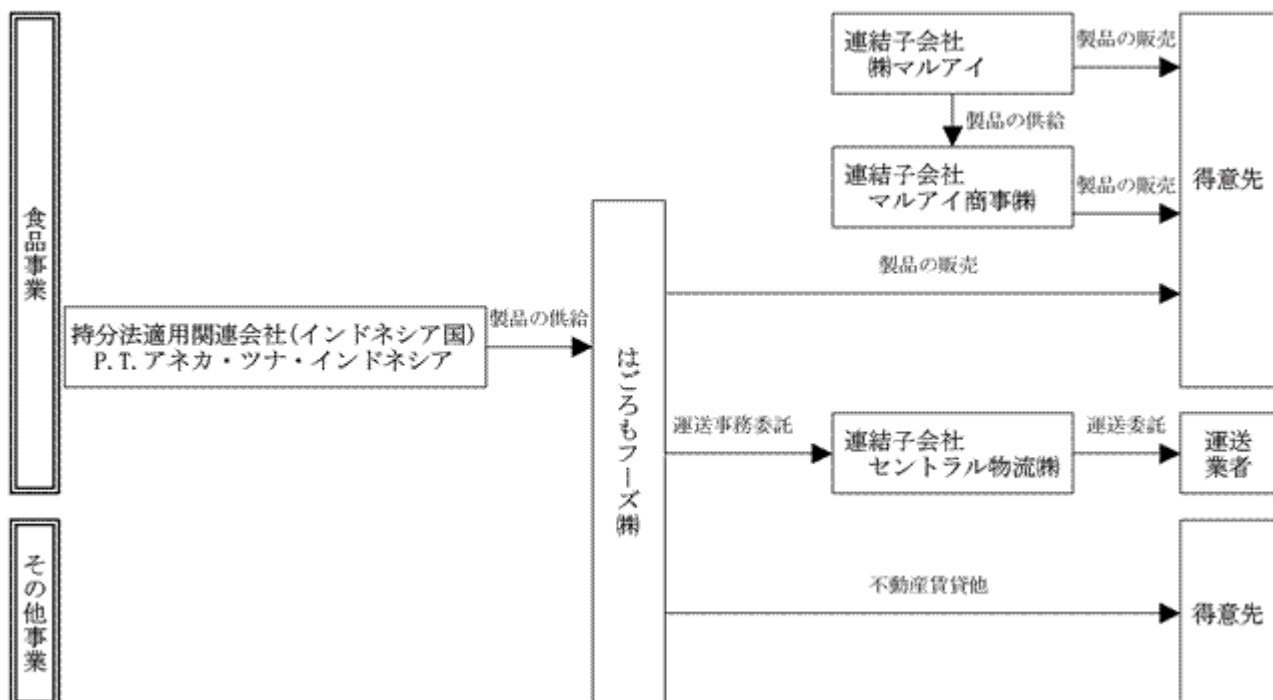 食品事業
連結子会社
㈱マルアイ
製品の販売
製品の供給
連結子会社
マルアイ商事㈱
製品の販売
得意先
製品の販売
持分法適用関連会社(インドネシア国)
P.T.アネカ・ツナ・インドネシア
製品の供給
はごろもフーズ㈱
運送事務委託
連結子会社
セントラル物流㈱
運送委託
運送
業者
その他事業
不動産賃貸他
得意先